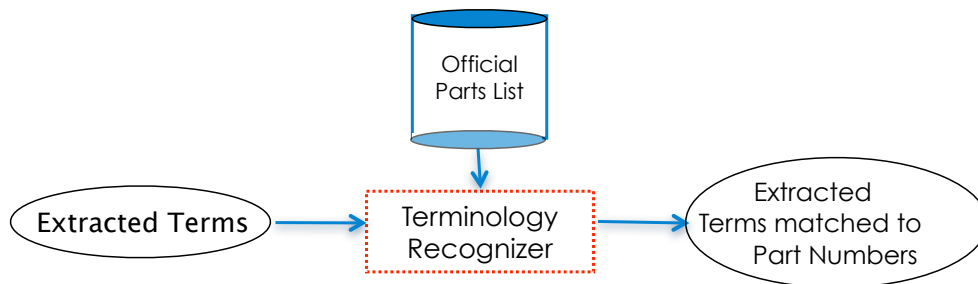 Official
Parts List
Extracted Terms
Terminology
Recognizer
Extracted
Terms matched to
Part Numbers